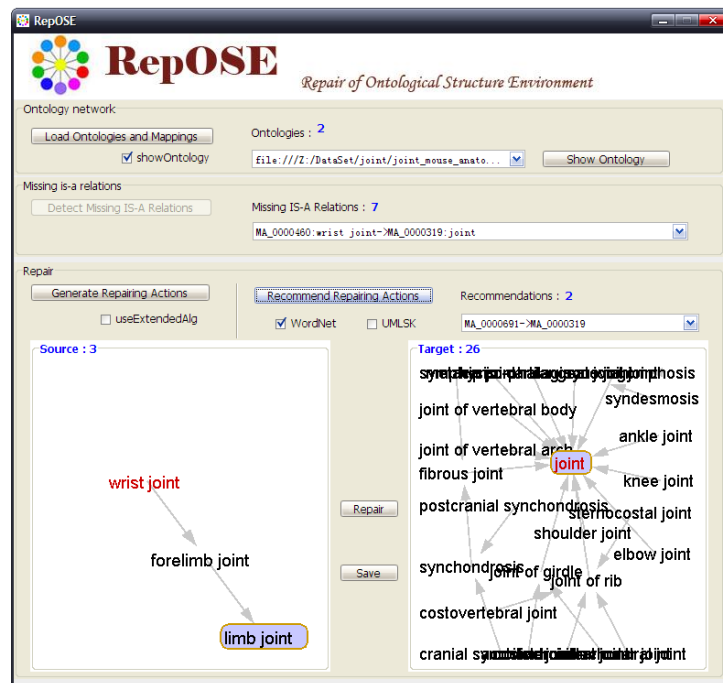 RepOSE
RepOSE
Repair of Ontological Structure Environment
Ontology network
Load Ontologies and Mappings
Ontologies : 2
showOntology
file:///Z:/DataSet/joint/joint_mouse_anato...
Show Ontology
Missing is-a relations
Detect Missing IS-A Relations
Missing IS-A Relations : 7
MA_0000460:wrist joint->MA_0000319:joint
Repair
Generate Repairing Actions
Recommend Repairing Actions
Recommendations : 2
useExtendedAlg
WordNet
UMLSK
MA_0000691->MA_0000319
Source : 3
wrist joint
forelimb joint
limb joint
Repair
Save
Target : 26
syndesmosis
joint of vertebral body
ankle joint
joint of vertebral arch
joint
fibrous joint
knee joint
postcranial synchondrosis
sternocostal joint
shoulder joint
elbow joint
synchondrosis
joint of girdle
joint of rib
costovertebral joint
cranial